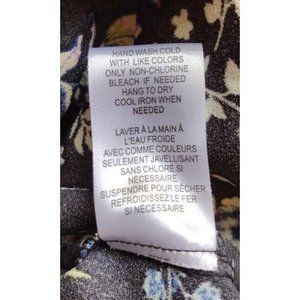 HAND WASH COLD
WITH LIKE COLORS
ONLY NON-CHLORINE
BLEACH IF NEEDED
HANG TO DRY
COOL IRON WHEN
NEEDED
LAVER À LA MAIN À
L'EAU FROIDE
AVEC COMME COULEURS
SEULEMENT JAVELLISANT
SANS CHLORE SI
NÉCESSAIRE
SUSPENDRE POUR SÉCHER
REFROIDISSEZ LE FER
SI NÉCESSAIRE